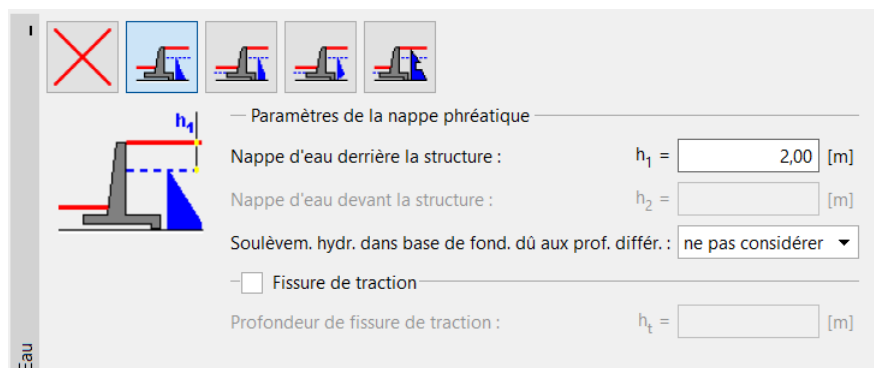 h1
Paramètres de la nappe phréatique
Nappe d'eau derrière la structure : h1 = 2,00 [m]
Nappe d'eau devant la structure : h2 = [m]
Soulèvem. hydr. dans base de fond. dû aux prof. différ. : ne pas considérer
Fissure de traction
Profondeur de fissure de traction : ht = [m]
Eau